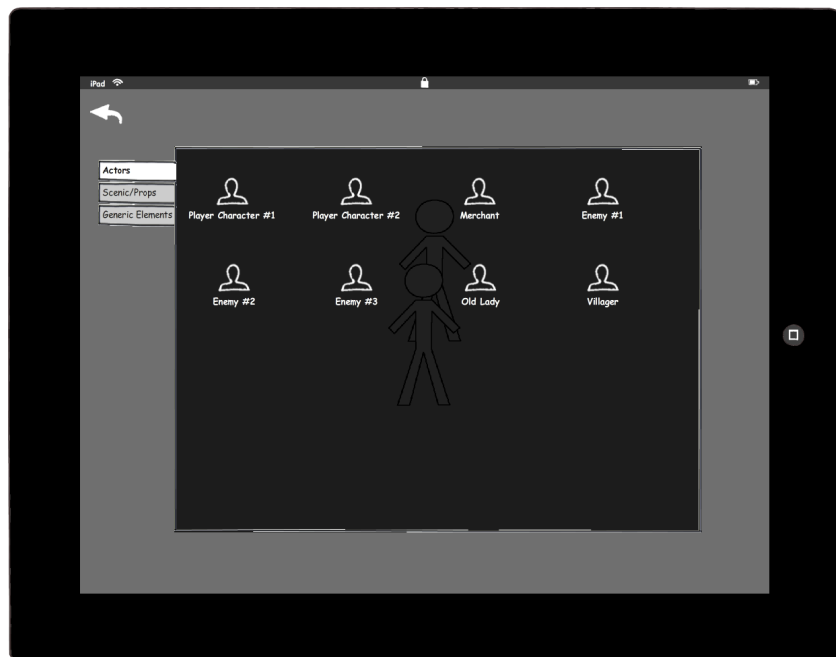 iPad
Actors
Scenic/Props
Generic Elements
Player Character #1
Player Character #2
Merchant
Enemy #1
Enemy #2
Enemy #3
Old Lady
Villager